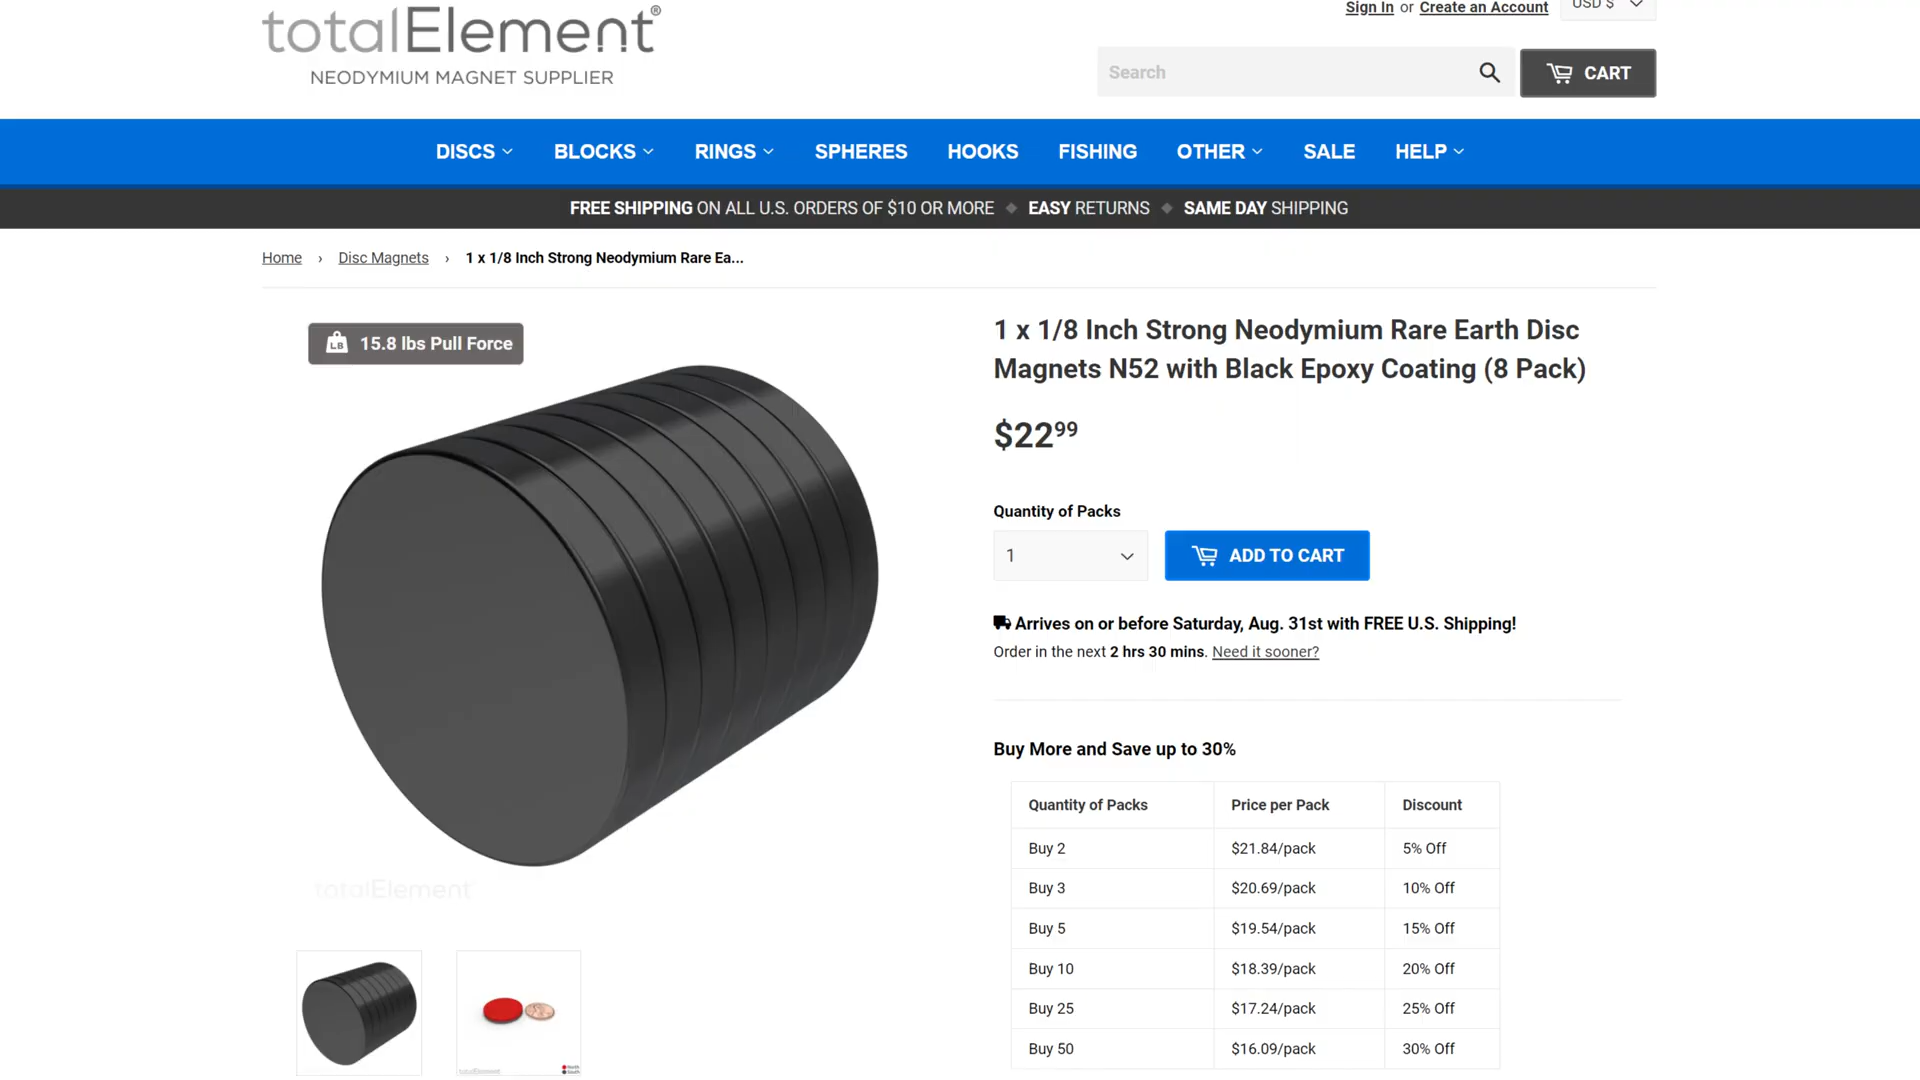 Sign In or Create an Account
USD $
totalElement®
NEODYMIUM MAGNET SUPPLIER
Search
CART
DISCS
BLOCKS
RINGS
SPHERES
HOOKS
FISHING
OTHER
SALE
HELP
FREE SHIPPING ON ALL U.S. ORDERS OF $10 OR MORE ◆ EASY RETURNS ◆ SAME DAY SHIPPING
Home › Disc Magnets › 1 x 1/8 Inch Strong Neodymium Rare Ea...
LB 15.8 lbs Pull Force
totalElement
1 x 1/8 Inch Strong Neodymium Rare Earth Disc
Magnets N52 with Black Epoxy Coating (8 Pack)
$2299
Quantity of Packs
1
ADD TO CART
Arrives on or before Saturday, Aug. 31st with FREE U.S. Shipping!
Order in the next 2 hrs 30 mins. Need it sooner?
Buy More and Save up to 30%
Quantity of Packs Price per Pack Discount
Buy 2 $21.84/pack 5% Off
Buy 3 $20.69/pack 10% Off
Buy 5 $19.54/pack 15% Off
Buy 10 $18.39/pack 20% Off
Buy 25 $17.24/pack 25% Off
Buy 50 $16.09/pack 30% Off